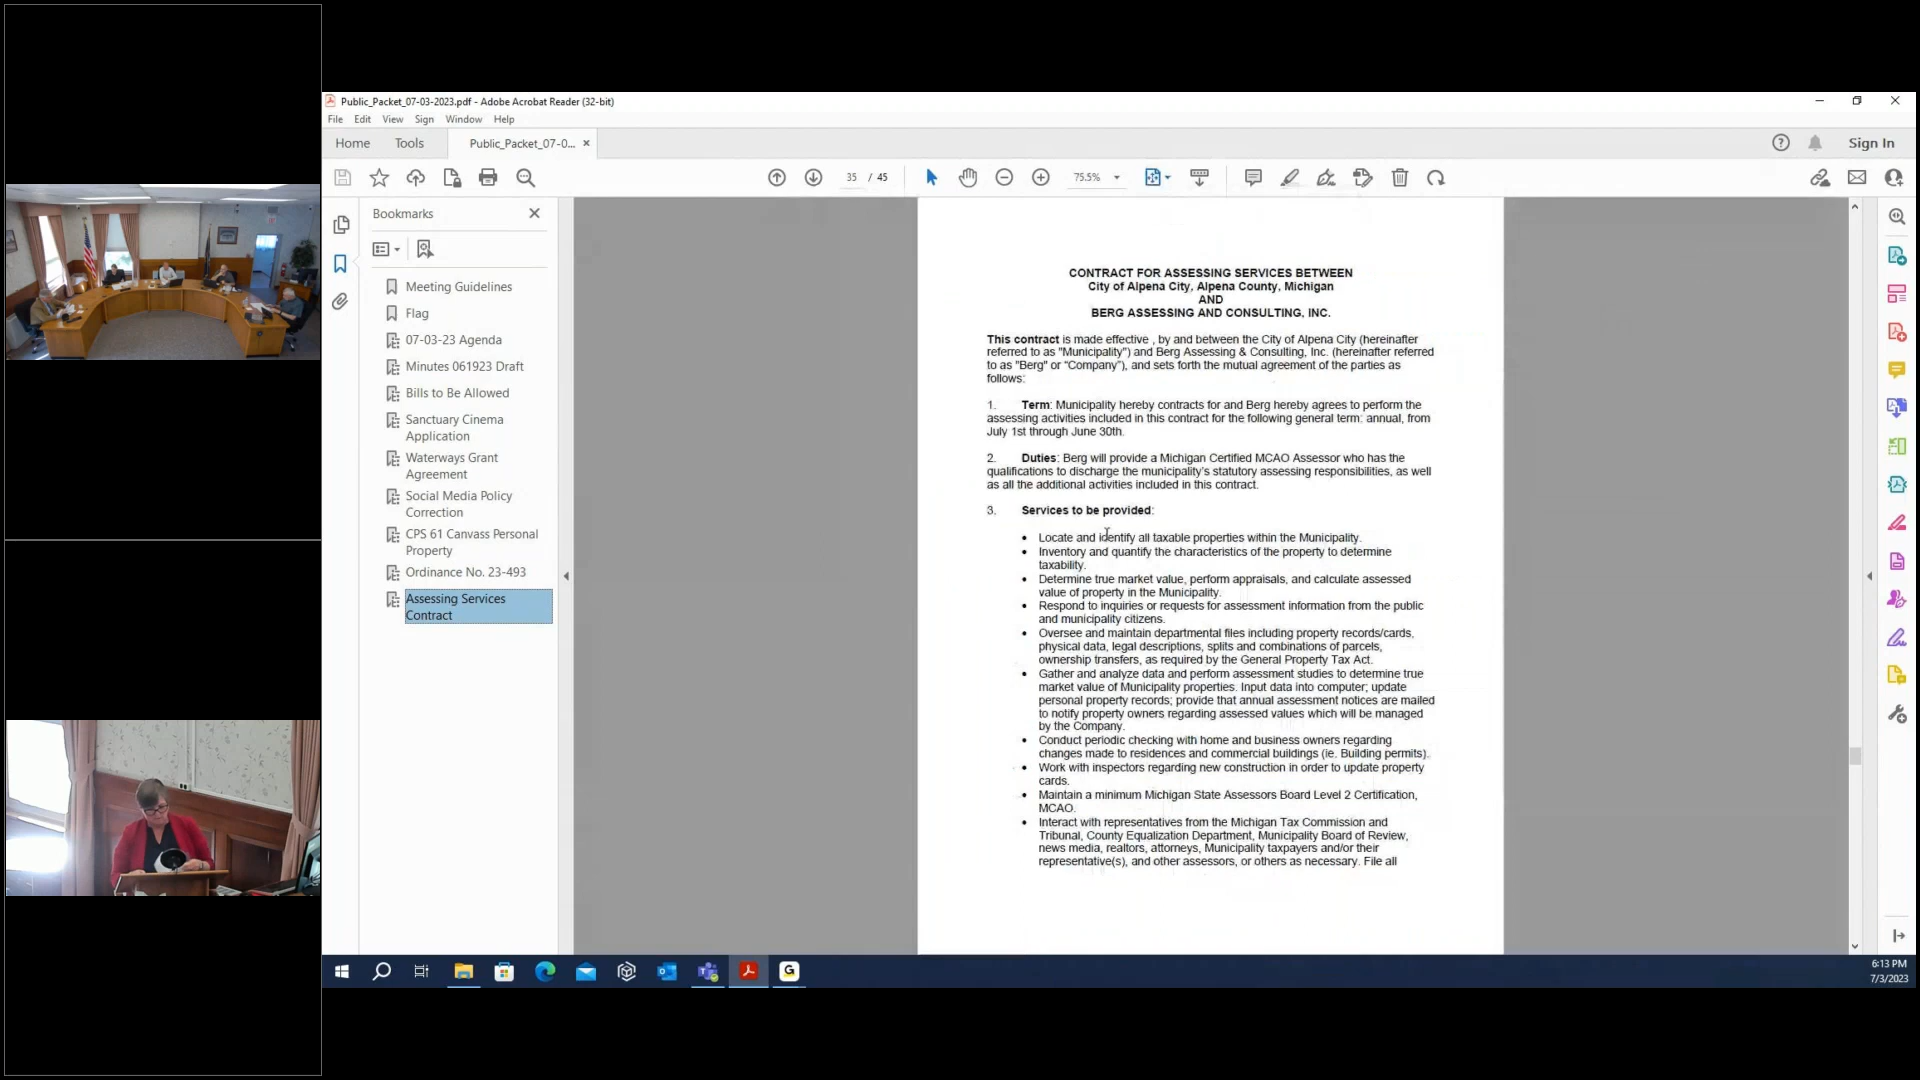 Public_Packet_07-03-2023.pdf - Adobe Acrobat Reader (32-bit)
File Edit View Sign Window Help
Home Tools Public_Packet_07-0... × Sign In
35 / 45 75.5%
Bookmarks
Meeting Guidelines
Flag
07-03-23 Agenda
Minutes 061923 Draft
Bills to Be Allowed
Sanctuary Cinema
Application
Waterways Grant
Agreement
Social Media Policy
Correction
CPS 61 Canvass Personal
Property
Ordinance No. 23-493
Assessing Services
Contract
CONTRACT FOR ASSESSING SERVICES BETWEEN
City of Alpena City, Alpena County, Michigan
AND
BERG ASSESSING AND CONSULTING, INC.
This contract is made effective , by and between the City of Alpena City (hereinafter
referred to as "Municipality") and Berg Assessing & Consulting, Inc. (hereinafter referred
to as "Berg" or "Company"), and sets forth the mutual agreement of the parties as
follows:
1. Term: Municipality hereby contracts for and Berg hereby agrees to perform the
assessing activities included in this contract for the following general term: annual, from
July 1st through June 30th.
2. Duties: Berg will provide a Michigan Certified MCAO Assessor who has the
qualifications to discharge the municipality's statutory assessing responsibilities, as well
as all the additional activities included in this contract.
3. Services to be provided:
• Locate and identify all taxable properties within the Municipality.
• Inventory and quantify the characteristics of the property to determine
taxability.
• Determine true market value, perform appraisals, and calculate assessed
value of property in the Municipality.
• Respond to inquiries or requests for assessment information from the public
and municipality citizens.
• Oversee and maintain departmental files including property records/cards,
physical data, legal descriptions, splits and combinations of parcels,
ownership transfers, as required by the General Property Tax Act.
• Gather and analyze data and perform assessment studies to determine true
market value of Municipality properties. Input data into computer; update
personal property records; provide that annual assessment notices are mailed
to notify property owners regarding assessed values which will be managed
by the Company.
• Conduct periodic checking with home and business owners regarding
changes made to residences and commercial buildings (ie. Building permits).
• Work with inspectors regarding new construction in order to update property
cards.
• Maintain a minimum Michigan State Assessors Board Level 2 Certification,
MCAO.
• Interact with representatives from the Michigan Tax Commission and
Tribunal, County Equalization Department, Municipality Board of Review,
news media, realtors, attorneys, Municipality taxpayers and/or their
representative(s), and other assessors, or others as necessary. File all
6:13 PM
7/3/2023